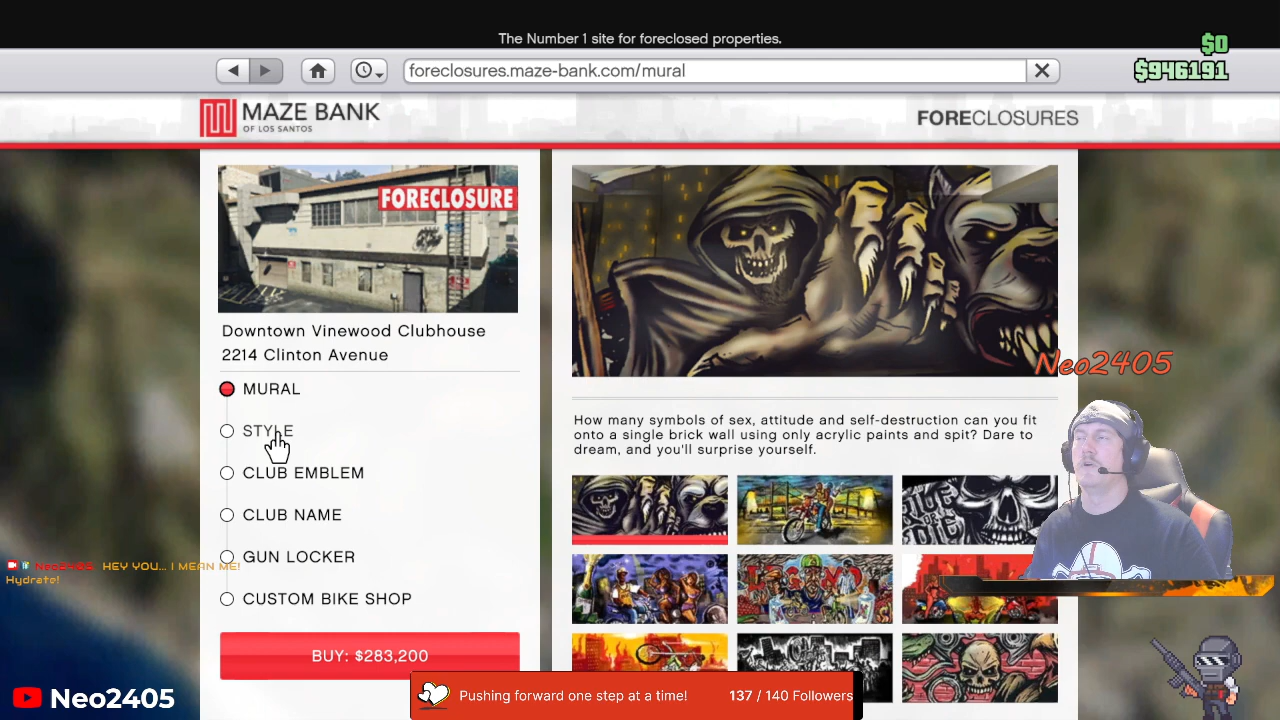 The Number 1 site for foreclosed properties.
$0
$946191
foreclosures.maze-bank.com/mural
MAZE BANK
OF LOS SANTOS
FORECLOSURES
FORECLOSURE
Downtown Vinewood Clubhouse
2214 Clinton Avenue
MURAL
STYLE
CLUB EMBLEM
CLUB NAME
GUN LOCKER
CUSTOM BIKE SHOP
BUY: $283,200
How many symbols of sex, attitude and self-destruction can you fit
onto a single brick wall using only acrylic paints and spit? Dare to
dream, and you'll surprise yourself.
Neo2405
Neo2405 HEY YOU... I MEAN ME!
Hydrate!
Neo2405
Pushing forward one step at a time! 137 / 140 Followers